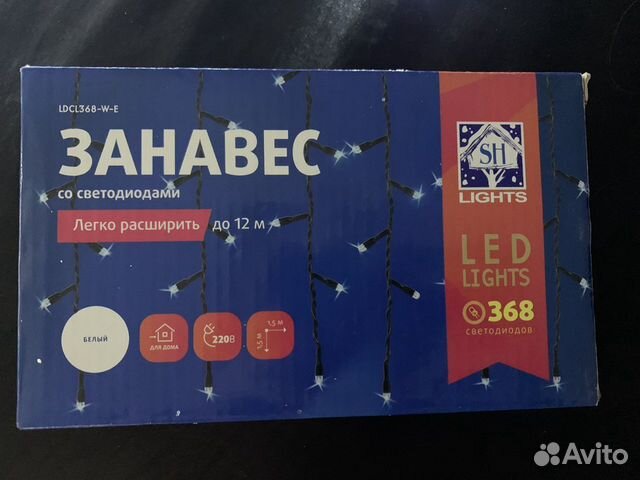 LDCL368-W-E
ЗАНАВЕС
со светодиодами
Легко расширить до 12 м
SH
LIGHTS
LED
LIGHTS
368
светодиодов
БЕЛЫЙ
ДЛЯ ДОМА
220В
1,5 М
1,5 М
Avito